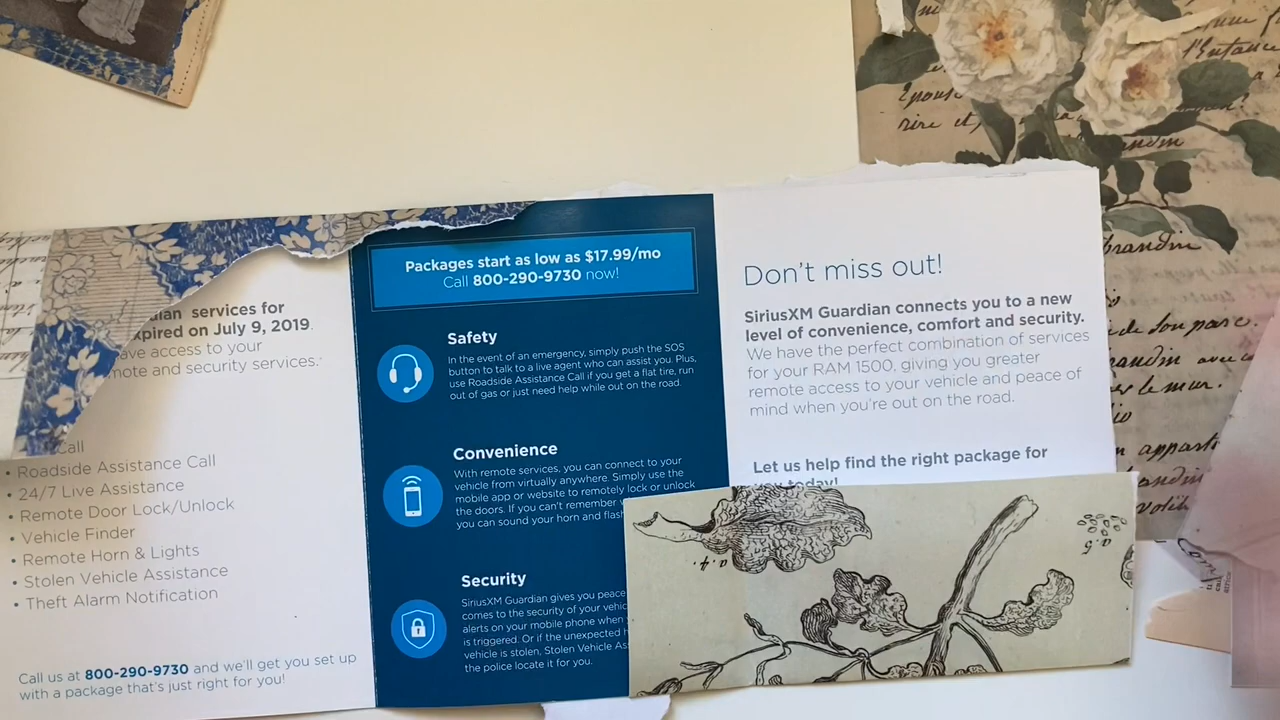 services for
xpired on July 9, 2019.
ave access to your
mote and security services.
Call
• Roadside Assistance Call
• 24/7 Live Assistance
• Remote Door Lock/Unlock
• Vehicle Finder
• Remote Horn & Lights
• Stolen Vehicle Assistance
• Theft Alarm Notification
Call us at 800-290-9730 and we'll get you set up
with a package that's just right for you!
Packages start as low as $17.99/mo
Call 800-290-9730 now!
Safety
In the event of an emergency, simply push the SOS
button to talk to a live agent who can assist you. Plus,
use Roadside Assistance Call if you get a flat tire, run
out of gas or just need help while out on the road.
Convenience
With remote services, you can connect to your
vehicle from virtually anywhere. Simply use the
mobile app or website to remotely lock or unlock
the doors. If you can't remember
you can sound your horn and flash
Security
SiriusXM Guardian gives you peace
comes to the security of your vehic
alerts on your mobile phone when
is triggered. Or if the unexpected h
vehicle is stolen, Stolen Vehicle As
the police locate it for you.
Don't miss out!
SiriusXM Guardian connects you to a new
level of convenience, comfort and security.
We have the perfect combination of services
for your RAM 1500, giving you greater
remote access to your vehicle and peace of
mind when you're out on the road.
Let us help find the right package for
you today!
a.4.
a.5